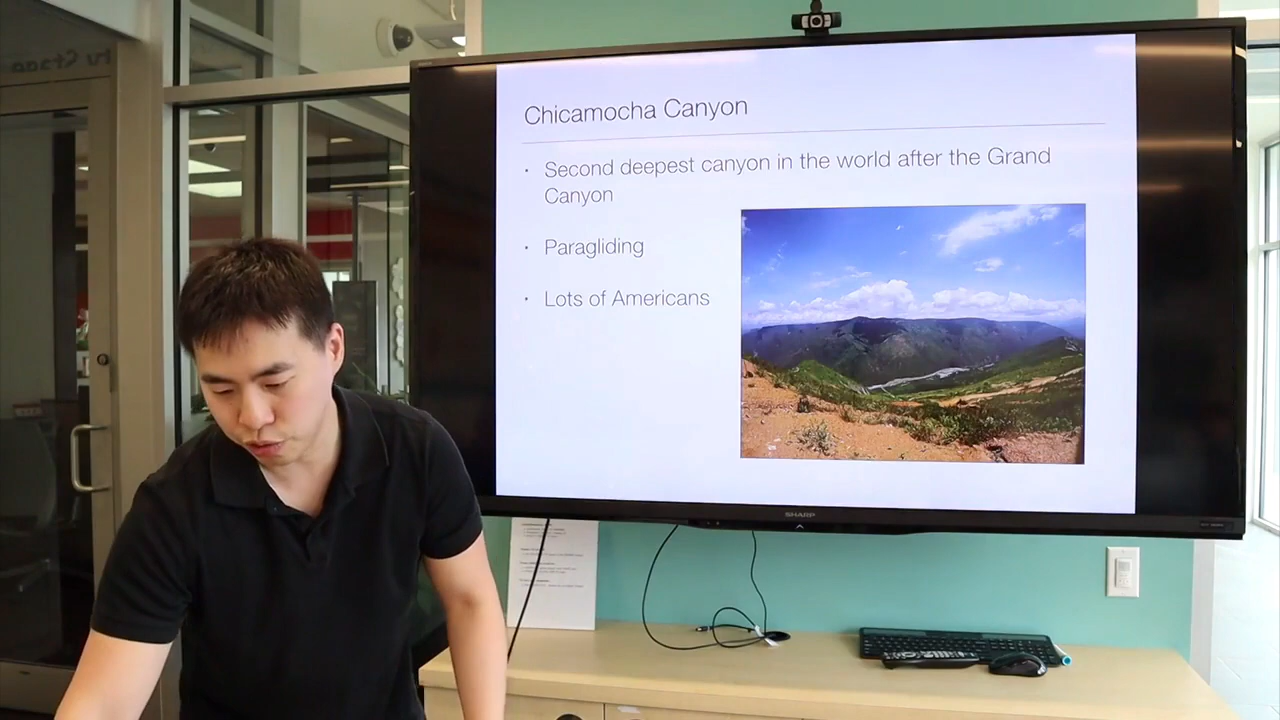 Chicamocha Canyon
• Second deepest canyon in the world after the Grand
Canyon
• Paragliding
• Lots of Americans
SHARP